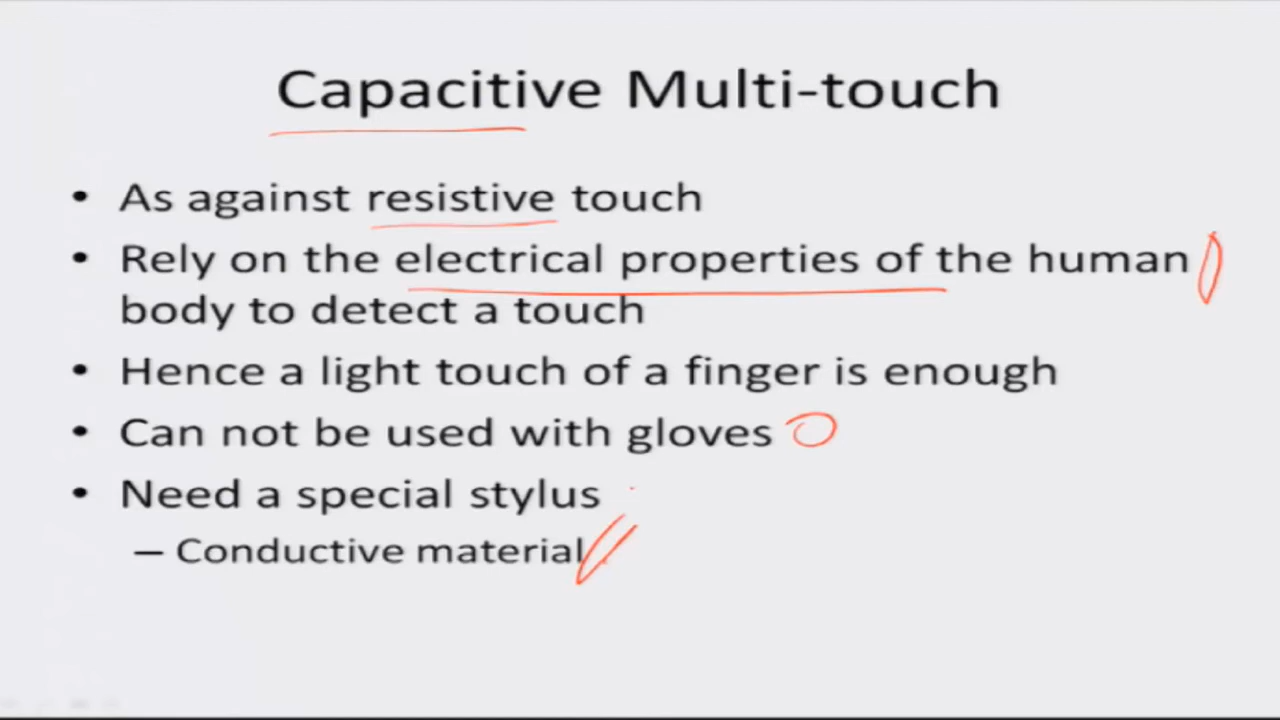 Capacitive Multi-touch
• As against resistive touch
• Rely on the electrical properties of the human
body to detect a touch
• Hence a light touch of a finger is enough
• Can not be used with gloves
• Need a special stylus
– Conductive material